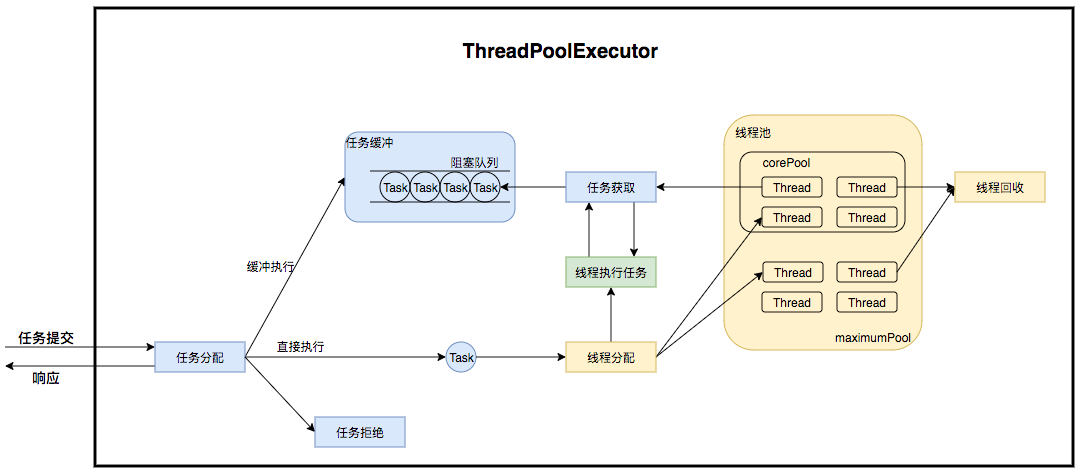 ThreadPoolExecutor
任务缓冲
阻塞队列
Task Task Task Task
任务获取
线程池
corePool
Thread Thread
Thread Thread
Thread Thread
Thread Thread
maximumPool
线程回收
缓冲执行
线程执行任务
任务提交
响应
任务分配
直接执行
Task
线程分配
任务拒绝